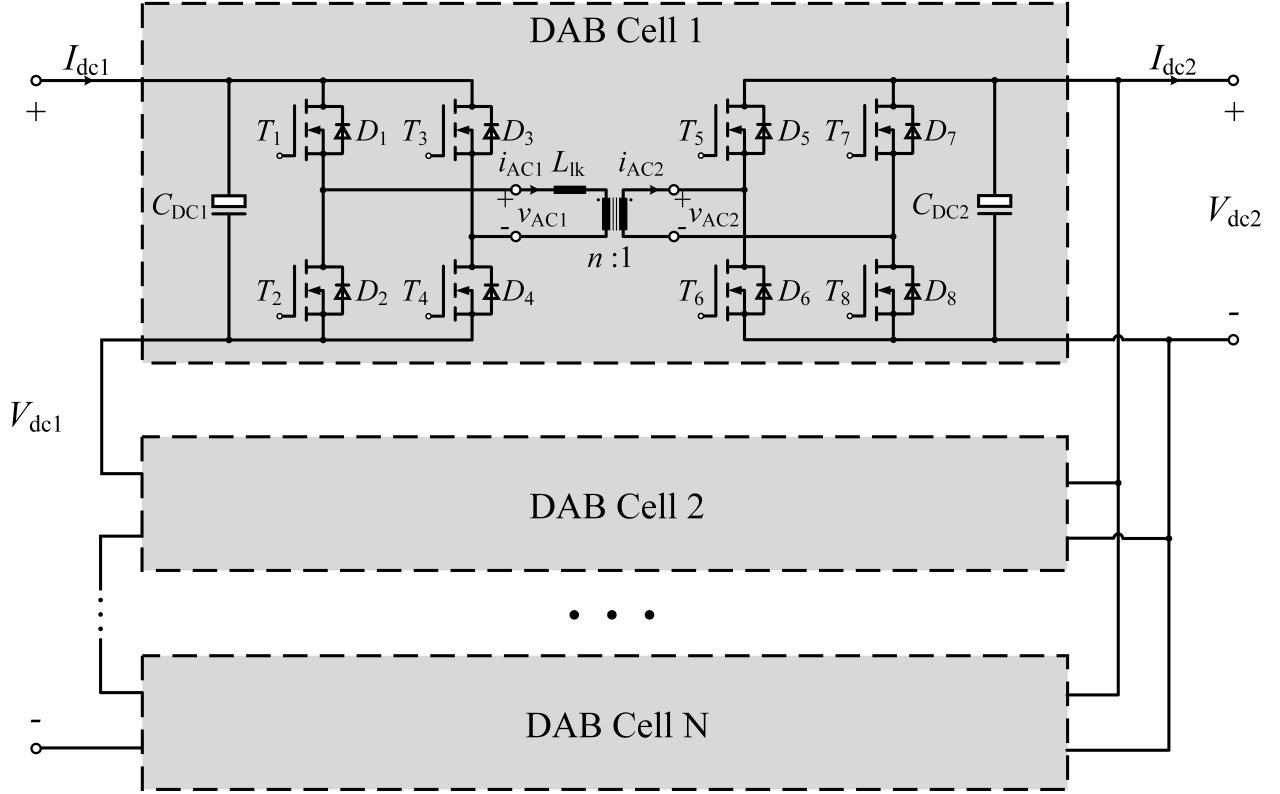 DAB Cell 1
I_dc1
I_dc2
+
+
T_1
D_1
T_3
D_3
T_5
D_5
T_7
D_7
i_AC1
L_lk
i_AC2
C_DC1
+
v_AC1
-
+
v_AC2
-
C_DC2
V_dc2
n :1
T_2
D_2
T_4
D_4
T_6
D_6
T_8
D_8
-
V_dc1
DAB Cell 2
-
DAB Cell N